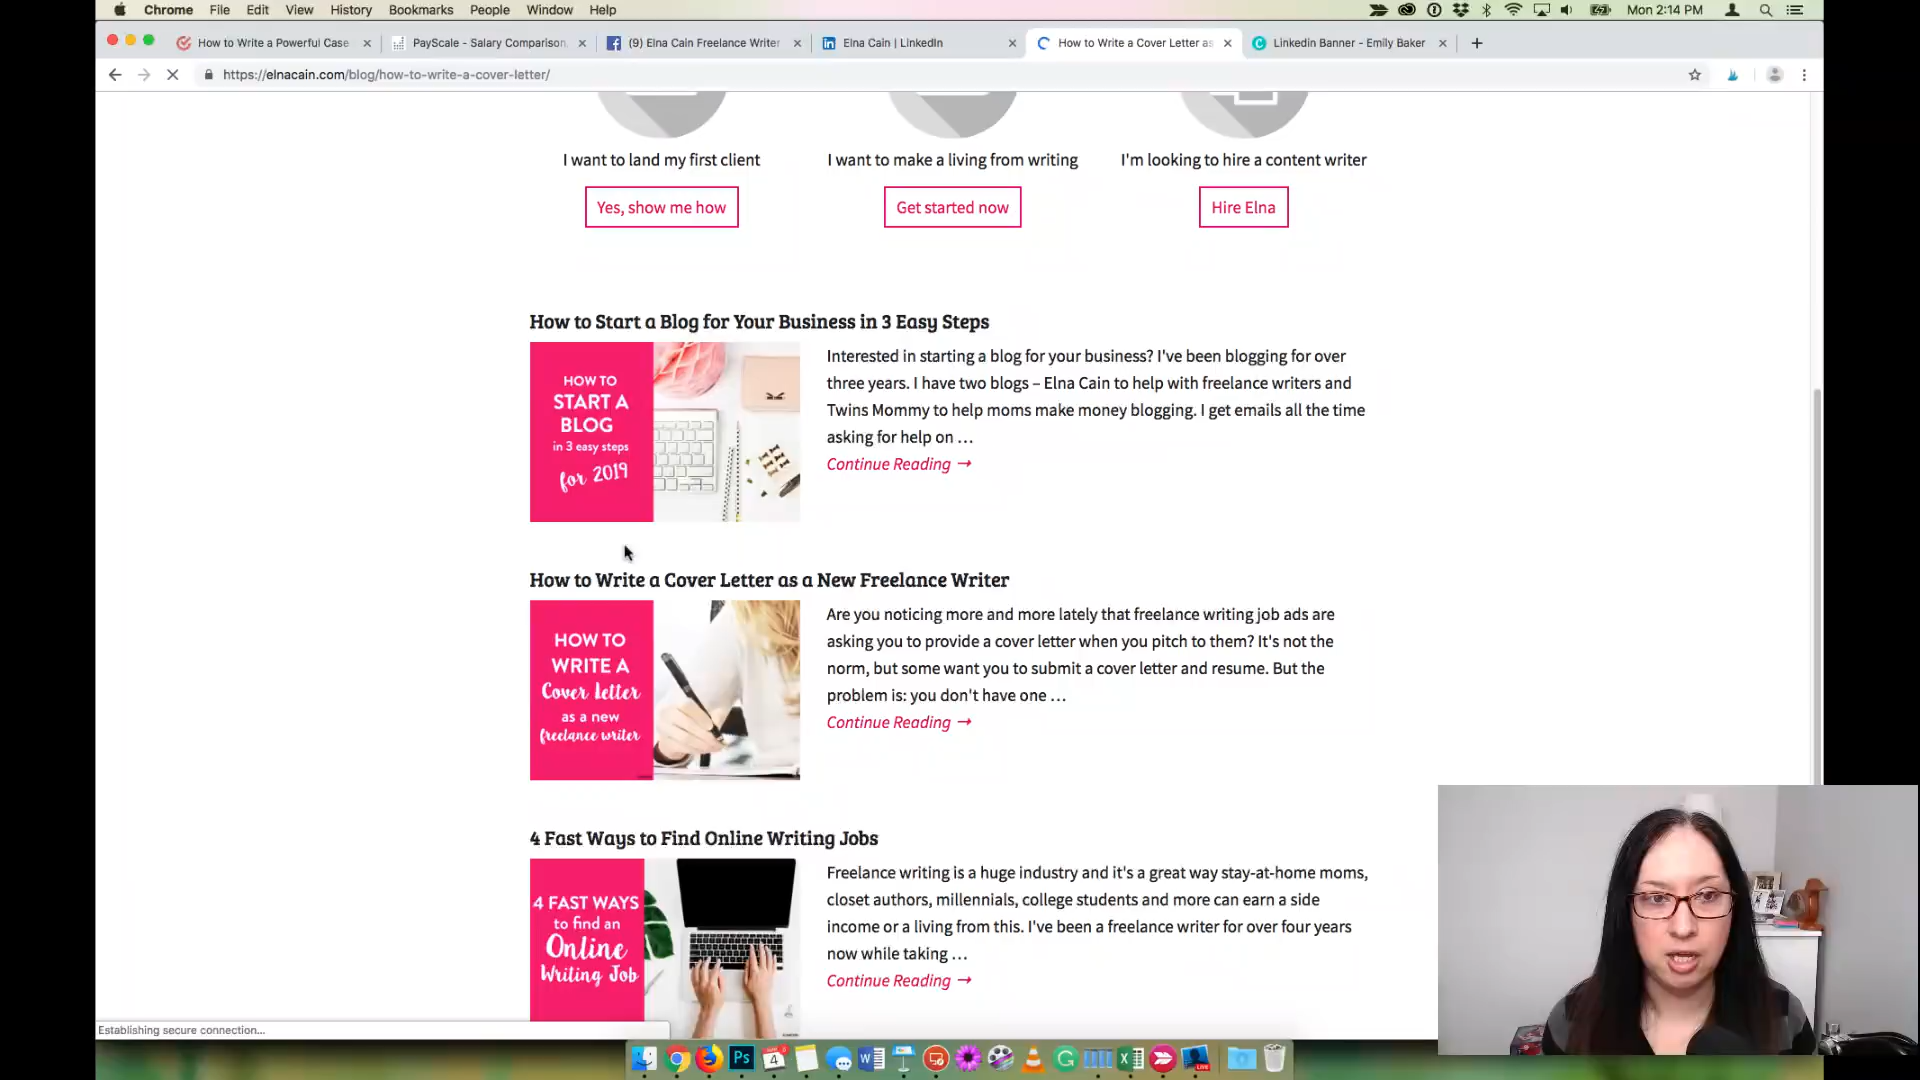 Chrome File Edit View History Bookmarks People Window Help
Mon 2:14 PM
How to Write a Powerful Case
PayScale - Salary Comparison,
(9) Elna Cain Freelance Writer
Elna Cain | LinkedIn
How to Write a Cover Letter as
Linkedin Banner - Emily Baker
https://elnacain.com/blog/how-to-write-a-cover-letter/
I want to land my first client
Yes, show me how
I want to make a living from writing
Get started now
I'm looking to hire a content writer
Hire Elna
How to Start a Blog for Your Business in 3 Easy Steps
HOW TO
START A
BLOG
in 3 easy steps
for 2019
Interested in starting a blog for your business? I've been blogging for over
three years. I have two blogs – Elna Cain to help with freelance writers and
Twins Mommy to help moms make money blogging. I get emails all the time
asking for help on …
Continue Reading →
How to Write a Cover Letter as a New Freelance Writer
HOW TO
WRITE A
Cover letter
as a new
freelance writer
Are you noticing more and more lately that freelance writing job ads are
asking you to provide a cover letter when you pitch to them? It's not the
norm, but some want you to submit a cover letter and resume. But the
problem is: you don't have one …
Continue Reading →
4 Fast Ways to Find Online Writing Jobs
4 FAST WAYS
to find an
Online
Writing Job
Freelance writing is a huge industry and it's a great way stay-at-home moms,
closet authors, millennials, college students and more can earn a side
income or a living from this. I've been a freelance writer for over four years
now while taking …
Continue Reading →
Establishing secure connection...
Ps
4
W
X
LIVE